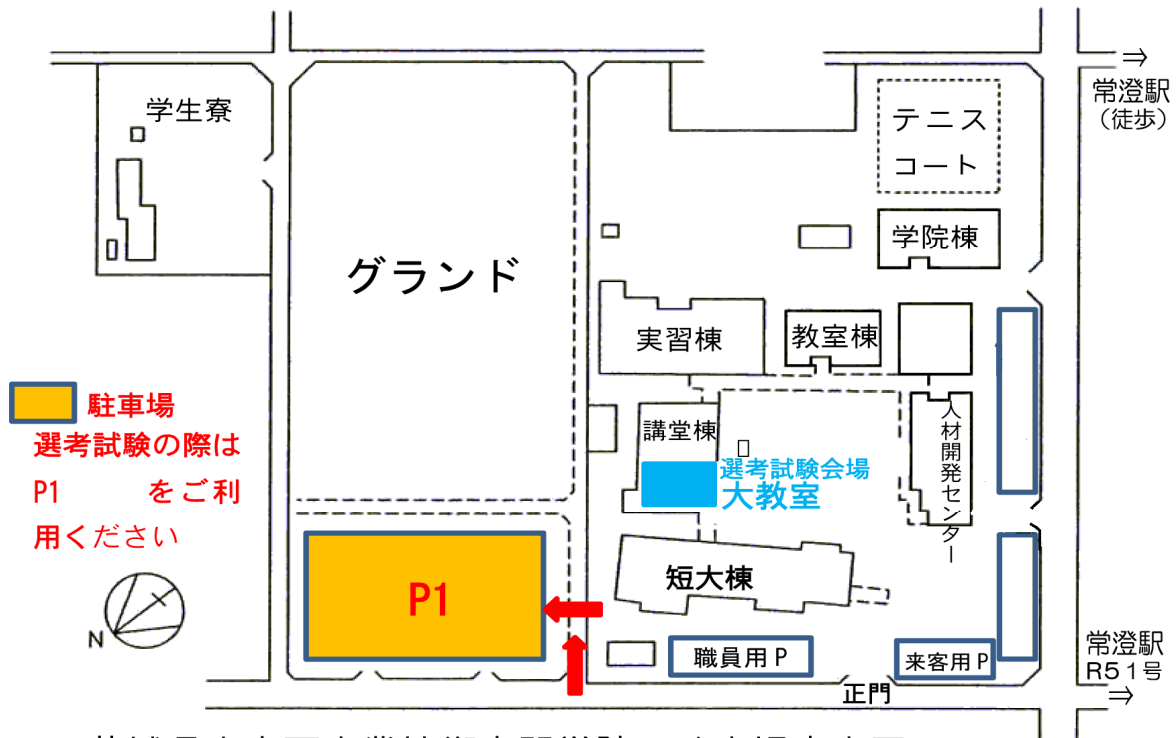 ⇒
常澄駅
（徒歩）
学生寮
テニス
コート
学院棟
グランド
実習棟
教室棟
駐車場
選考試験の際は
P1 をご利
用ください
講堂棟
人材開発センター
選考試験会場
大教室
短大棟
P1
N
職員用P
来客用P
正門
常澄駅
R51号
⇒